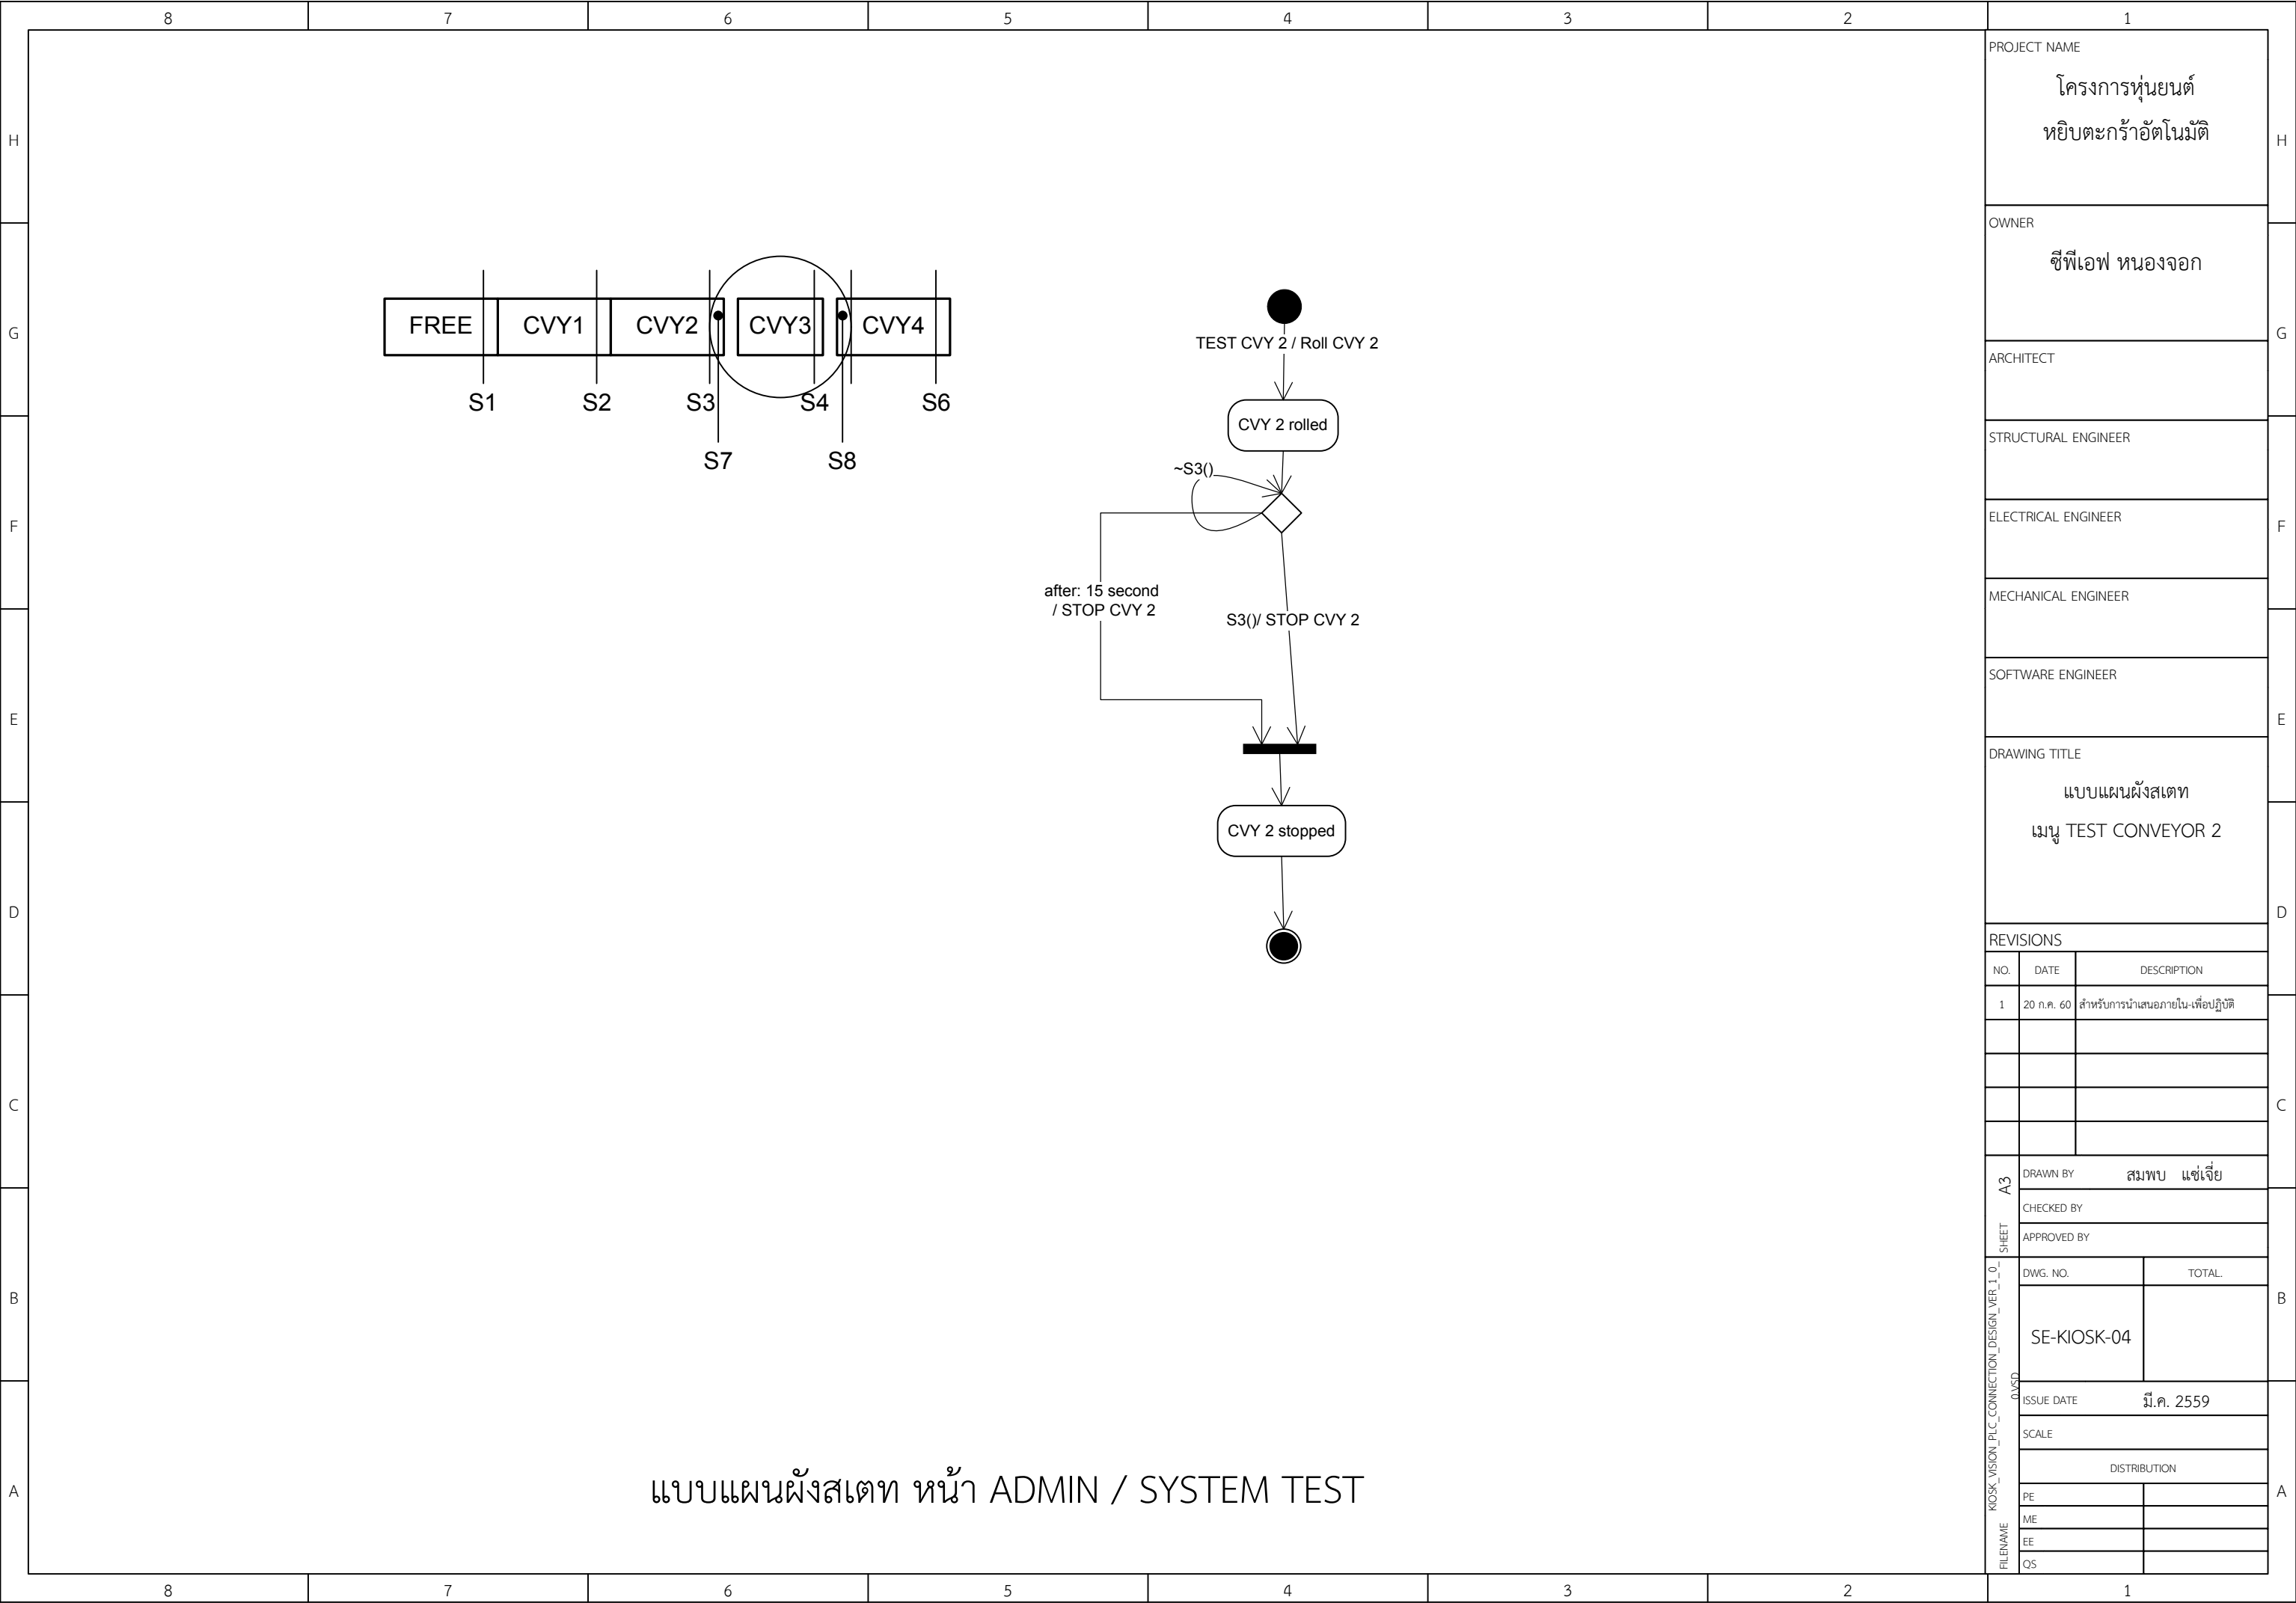 8 7 6 5 4 3 2 1
H
G
F
E
D
C
B
A
FREE CVY1 CVY2 CVY3 CVY4
S1 S2 S3 S4 S6
S7 S8
TEST CVY 2 / Roll CVY 2
CVY 2 rolled
~S3()
after: 15 second
/ STOP CVY 2
S3()/ STOP CVY 2
CVY 2 stopped
แบบแผนผังสเตท หน้า ADMIN / SYSTEM TEST
PROJECT NAME
โครงการหุ่นยนต์
หยิบตะกร้าอัตโนมัติ
OWNER
ซีพีเอฟ หนองจอก
ARCHITECT
STRUCTURAL ENGINEER
ELECTRICAL ENGINEER
MECHANICAL ENGINEER
SOFTWARE ENGINEER
DRAWING TITLE
แบบแผนผังสเตท
เมนู TEST CONVEYOR 2
REVISIONS
NO. DATE DESCRIPTION
1 20 ก.ค. 60 สำหรับการนำเสนอภายใน-เพื่อปฏิบัติ
SHEET A3
DRAWN BY สมพบ แซ่เจี่ย
CHECKED BY
APPROVED BY
DWG. NO. TOTAL.
SE-KIOSK-04
ISSUE DATE มี.ค. 2559
SCALE
DISTRIBUTION
PE
ME
EE
QS
FILENAME KIOSK_VISION_PLC_CONNECTION_DESIGN_VER_1_0_
0.VSD
H
G
F
E
D
C
B
A
8 7 6 5 4 3 2 1